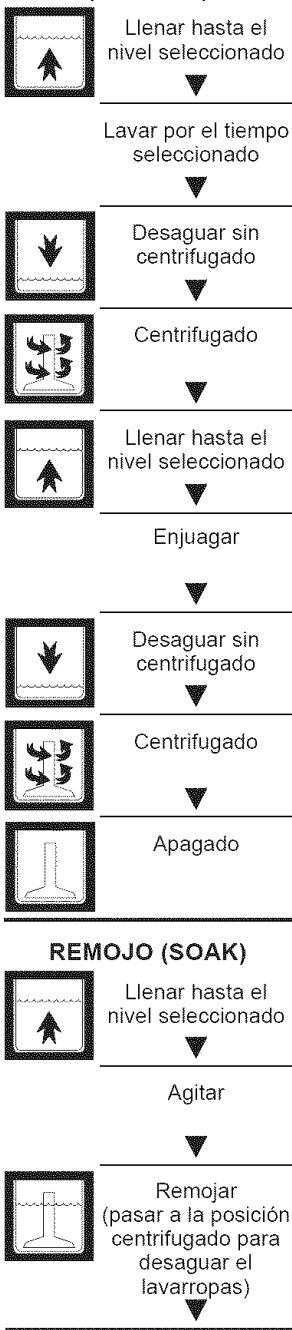 Llenar hasta el
nivel seleccionado
Lavar por el tiempo
seleccionado
Desaguar sin
centrifugado
Centrifugado
Llenar hasta el
nivel seleccionado
Enjuagar
Desaguar sin
centrifugado
Centrifugado
Apagado
REMOJO (SOAK)
Llenar hasta el
nivel seleccionado
Agitar
Remojar
(pasar a la posición
centrifugado para
desaguar el
lavarropas)